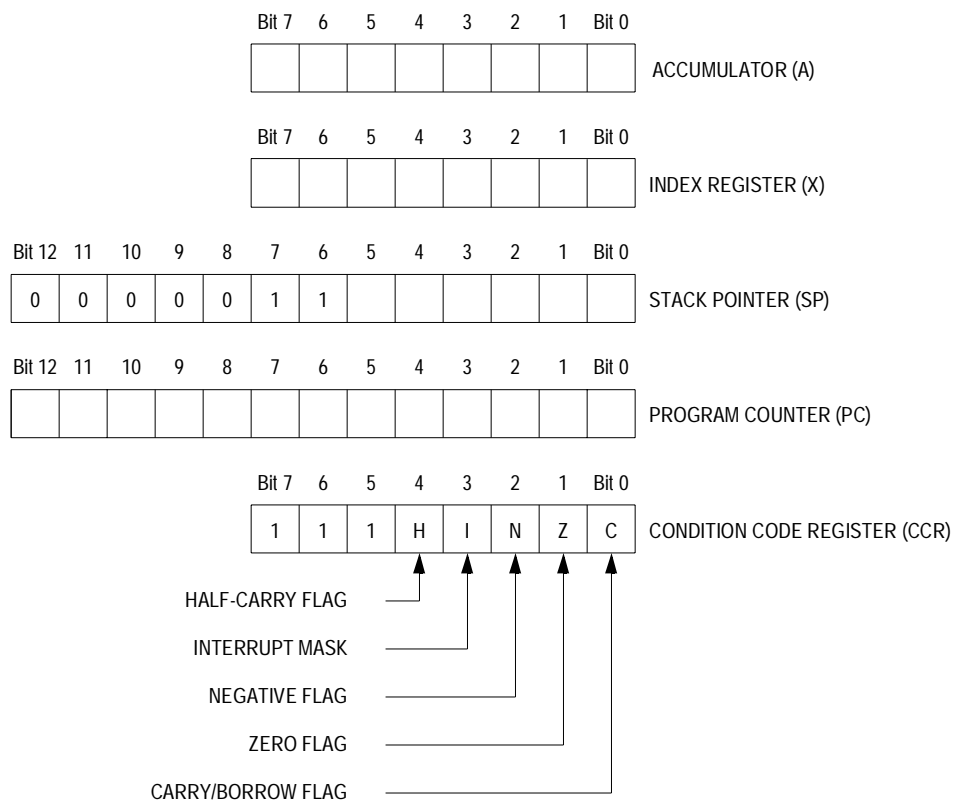 Bit 7 6 5 4 3 2 1 Bit 0
ACCUMULATOR (A)
Bit 7 6 5 4 3 2 1 Bit 0
INDEX REGISTER (X)
Bit 12 11 10 9 8 7 6 5 4 3 2 1 Bit 0
0 0 0 0 0 1 1 STACK POINTER (SP)
Bit 12 11 10 9 8 7 6 5 4 3 2 1 Bit 0
PROGRAM COUNTER (PC)
Bit 7 6 5 4 3 2 1 Bit 0
1 1 1 H I N Z C CONDITION CODE REGISTER (CCR)
HALF-CARRY FLAG
INTERRUPT MASK
NEGATIVE FLAG
ZERO FLAG
CARRY/BORROW FLAG